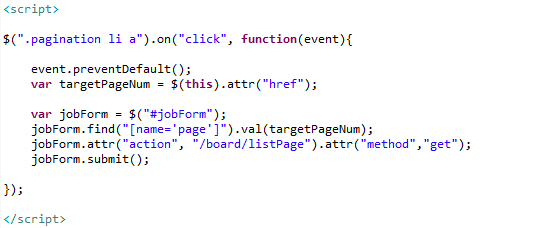 <script>
$(".pagination li a").on("click", function(event){
event.preventDefault();
var targetPageNum = $(this).attr("href");
var jobForm = $("#jobForm");
jobForm.find("[name='page']").val(targetPageNum);
jobForm.attr("action", "/board/listPage").attr("method","get");
jobForm.submit();
});
</script>